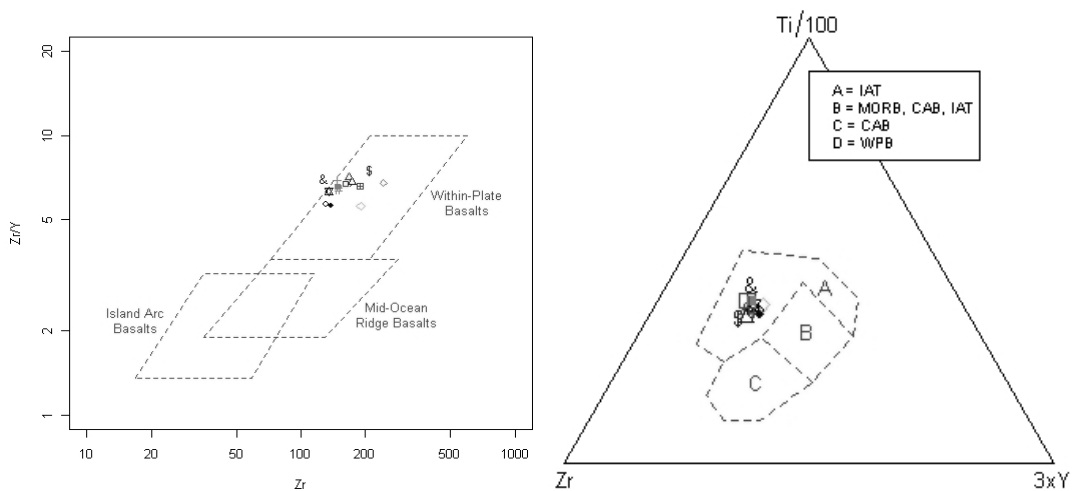 20
10
5
2
1
Zr/Y
10
20
50
100
200
500
1000
Zr
Within-Plate
Basalts
Island Arc
Basalts
Mid-Ocean
Ridge Basalts
&
$
Ti/100
A = IAT
B = MORB, CAB, IAT
C = CAB
D = WPB
A
B
C
&
$
Zr
3xY